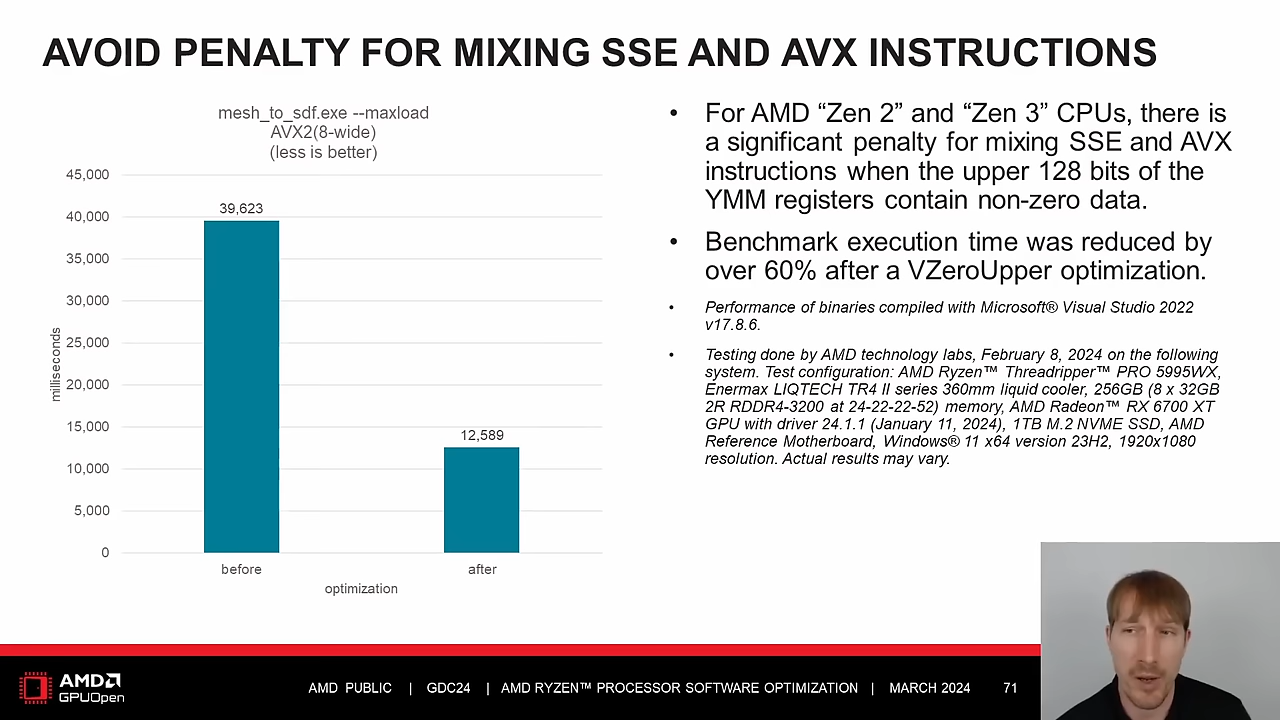 AVOID PENALTY FOR MIXING SSE AND AVX INSTRUCTIONS
mesh_to_sdf.exe --maxload
AVX2(8-wide)
(less is better)
45,000
40,000
35,000
30,000
25,000
20,000
15,000
10,000
5,000
0
milliseconds
39,623
12,589
before
after
optimization
• For AMD “Zen 2” and “Zen 3” CPUs, there is
a significant penalty for mixing SSE and AVX
instructions when the upper 128 bits of the
YMM registers contain non-zero data.
• Benchmark execution time was reduced by
over 60% after a VZeroUpper optimization.
• Performance of binaries compiled with Microsoft® Visual Studio 2022
v17.8.6.
• Testing done by AMD technology labs, February 8, 2024 on the following
system. Test configuration: AMD Ryzen™ Threadripper™ PRO 5995WX,
Enermax LIQTECH TR4 II series 360mm liquid cooler, 256GB (8 x 32GB
2R RDDR4-3200 at 24-22-22-52) memory, AMD Radeon™ RX 6700 XT
GPU with driver 24.1.1 (January 11, 2024), 1TB M.2 NVME SSD, AMD
Reference Motherboard, Windows® 11 x64 version 23H2, 1920x1080
resolution. Actual results may vary.
AMD
GPUOpen
AMD PUBLIC | GDC24 | AMD RYZEN™ PROCESSOR SOFTWARE OPTIMIZATION | MARCH 2024 71